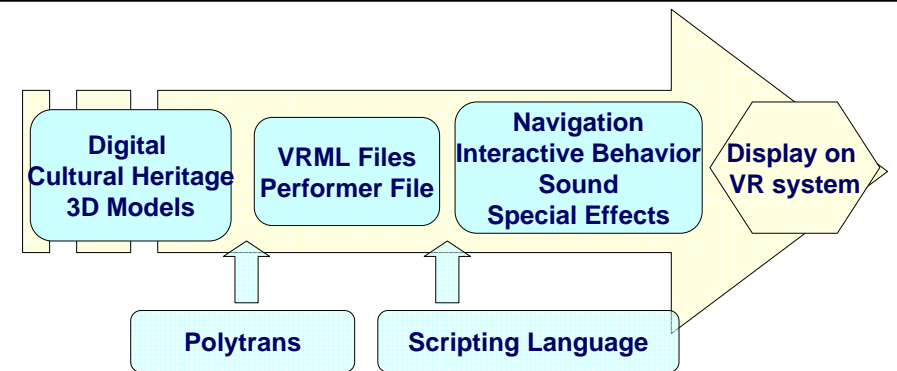 Digital
Cultural Heritage
3D Models
VRML Files
Performer File
Navigation
Interactive Behavior
Sound
Special Effects
Display on
VR system
Polytrans
Scripting Language